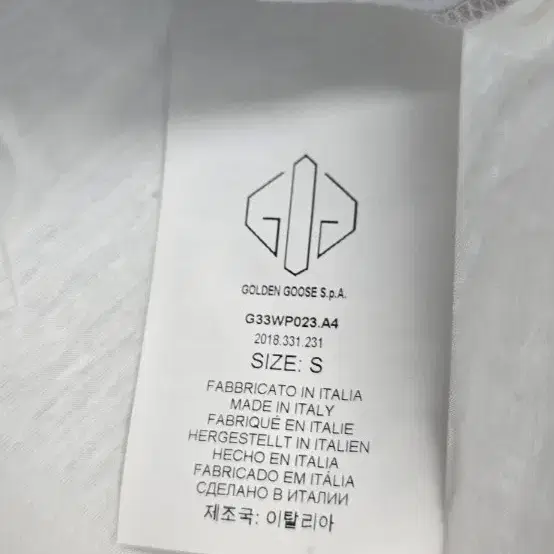 GOLDEN GOOSE S.p.A.
G33WP023.A4
2018.331.231
SIZE: S
FABBRICATO IN ITALIA
MADE IN ITALY
FABRIQUÉ EN ITALIE
HERGESTELLT IN ITALIEN
HECHO EN ITALIA
FABRICADO EM ITÁLIA
СДЕЛАНО В ИТАЛИИ
제조국: 이탈리아